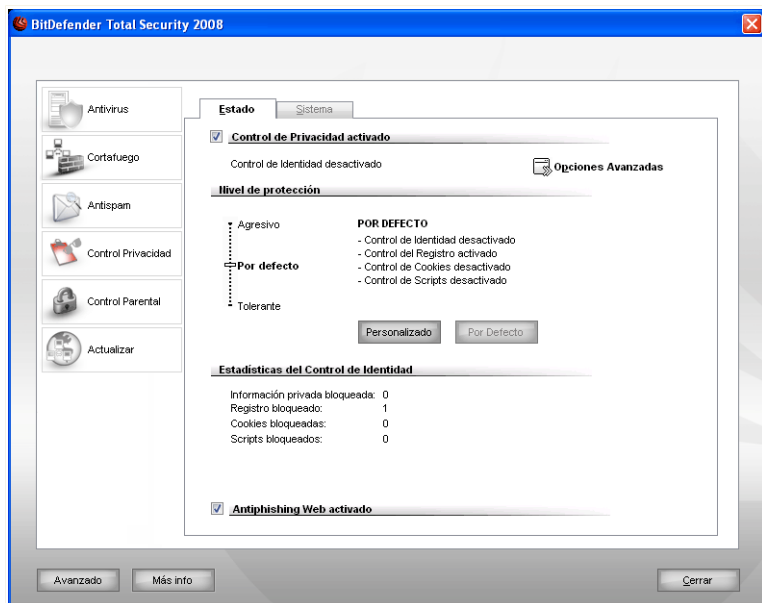 BitDefender Total Security 2008
Antivirus
Cortafuego
Antispam
Control Privacidad
Control Parental
Actualizar
Estado
Sistema
Control de Privacidad activado
Control de Identidad desactivado
Opciones Avanzadas
Nivel de protección
Agresivo
Por defecto
Tolerante
POR DEFECTO
- Control de Identidad desactivado
- Control del Registro activado
- Control de Cookies desactivado
- Control de Scripts desactivado
Personalizado
Por Defecto
Estadísticas del Control de Identidad
Información privada bloqueada: 0
Registro bloqueado: 1
Cookies bloqueadas: 0
Scripts bloqueados: 0
Antiphishing Web activado
Avanzado
Más info
Cerrar